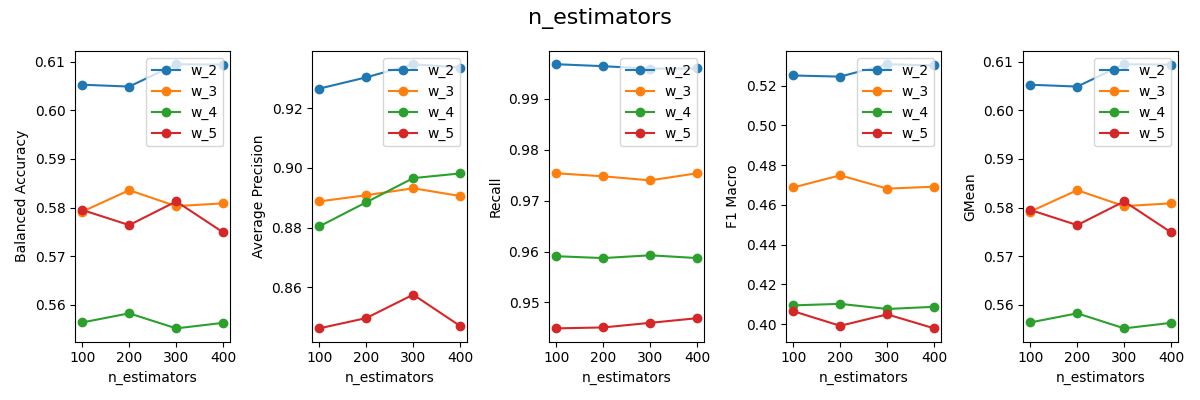 n_estimators
Balanced Accuracy
0.61
0.60
0.59
0.58
0.57
0.56
100 200 300 400
n_estimators
w_2
w_3
w_4
w_5
Average Precision
0.92
0.90
0.88
0.86
100 200 300 400
n_estimators
w_2
w_3
w_4
w_5
Recall
0.99
0.98
0.97
0.96
0.95
100 200 300 400
n_estimators
w_2
w_3
w_4
w_5
F1 Macro
0.52
0.50
0.48
0.46
0.44
0.42
0.40
100 200 300 400
n_estimators
w_2
w_3
w_4
w_5
GMean
0.61
0.60
0.59
0.58
0.57
0.56
100 200 300 400
n_estimators
w_2
w_3
w_4
w_5